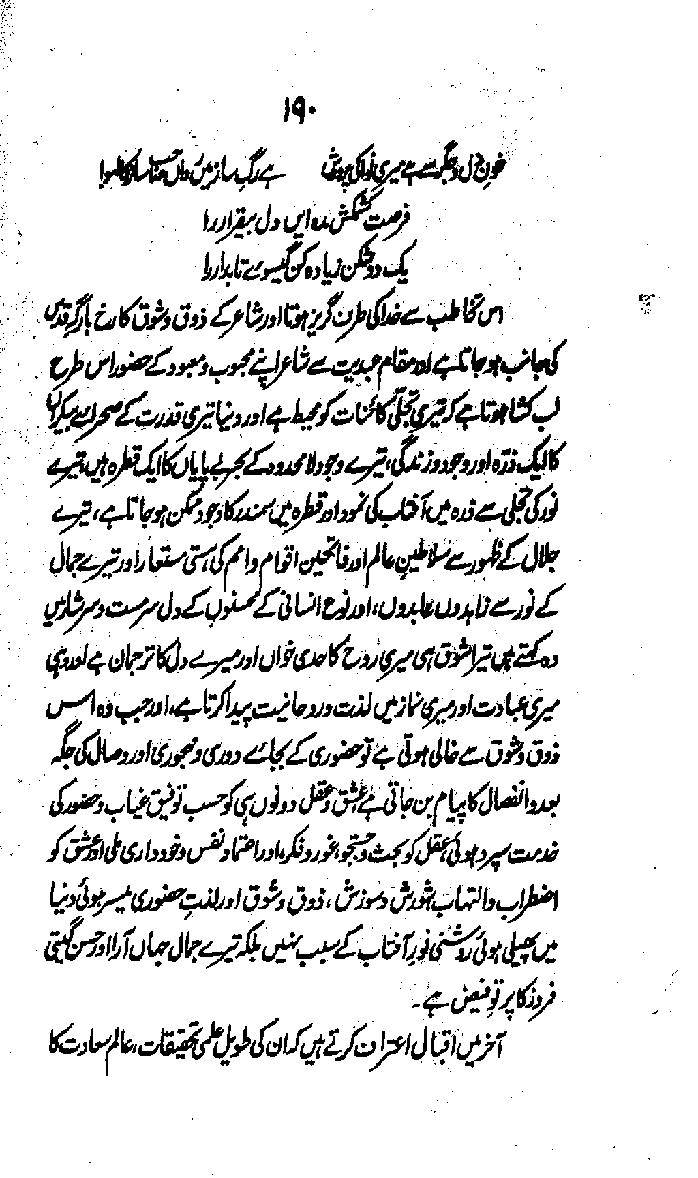 ۱۹۰
خونِ دل و جگر سے ہے میری نوا کی پرورش ہے رگِ ساز میں رواں صاحبِ ساز کا لہو
فرصت کشمکش مدہ ایں دل بیقرار را
یک دو شکن زیادہ کن گیسوے تابدار را
اس تخاطب سے خدا کی طرف گریز ہوتا اور شاعر کے ذوق و شوق کا رخ بارگہِ قدس
کی جانب ہو جاتا ہے اور مقام عبدیت سے شاعر اپنے محبوب و معبود کے حضور اس طرح
لب کشا ہوتا ہے کہ تیری تجلّی کائنات کو محیط ہے اور دنیا تیری قدرت کے صحراے بیکراں
کا ایک ذرّہ اور وجود و زندگی، تیرے وجود لا محدود کے بحر بے پایاں کا ایک قطرہ ہیں، تیرے
نور کی تجلی سے ذرہ میں آفتاب کی نمود اور قطرہ میں سمندر کا وجود ممکن ہو جاتا ہے، تیرے
جلال کے ظہور سے سلاطینِ عالم اور فاتحین اقوام و امم کی ہستی مستعار اور تیرے جمال
کے نور سے زاہدوں عابدوں، اور نوع انسانی کے محسنوں کے دل سرمست و سرشار ہیں
وہ کہتے ہیں تیرا شوق ہی میری روح کا حدی خواں اور میرے دل کا ترجمان ہے اور وہی
میری عبادت اور میری نماز میں لذت و روحانیت پیدا کرتا ہے، اور جب وہ اس
ذوق و شوق سے خالی ہوتی ہے تو حضوری کے بجائے دوری و مہجوری اور وصال کی جگہ
بعد و انفصال کا پیام بن جاتی ہے، عشق و عقل دونوں ہی کو حسب توفیق غیاب و حضور کی
خدمت سپرد ہوئی، عقل کو بحث و جستجو، غور و فکر، اور اعتماد نفس و خودداری ملی اور عشق کو
اضطراب و التہاب، شورش و سوزش، ذوق و شوق اور لذتِ حضوری میسر ہوئی دنیا
میں پھیلی ہوئی روشنی نورِ آفتاب کے سبب نہیں بلکہ تیرے جمال جہاں آرا اور حسن گیتی
فروز کا پرتوِ فیض ہے۔
آخر میں اقبال اعتراف کرتے ہیں کہ ان کی طویل علمی تحقیقات، عالم سعادت کا